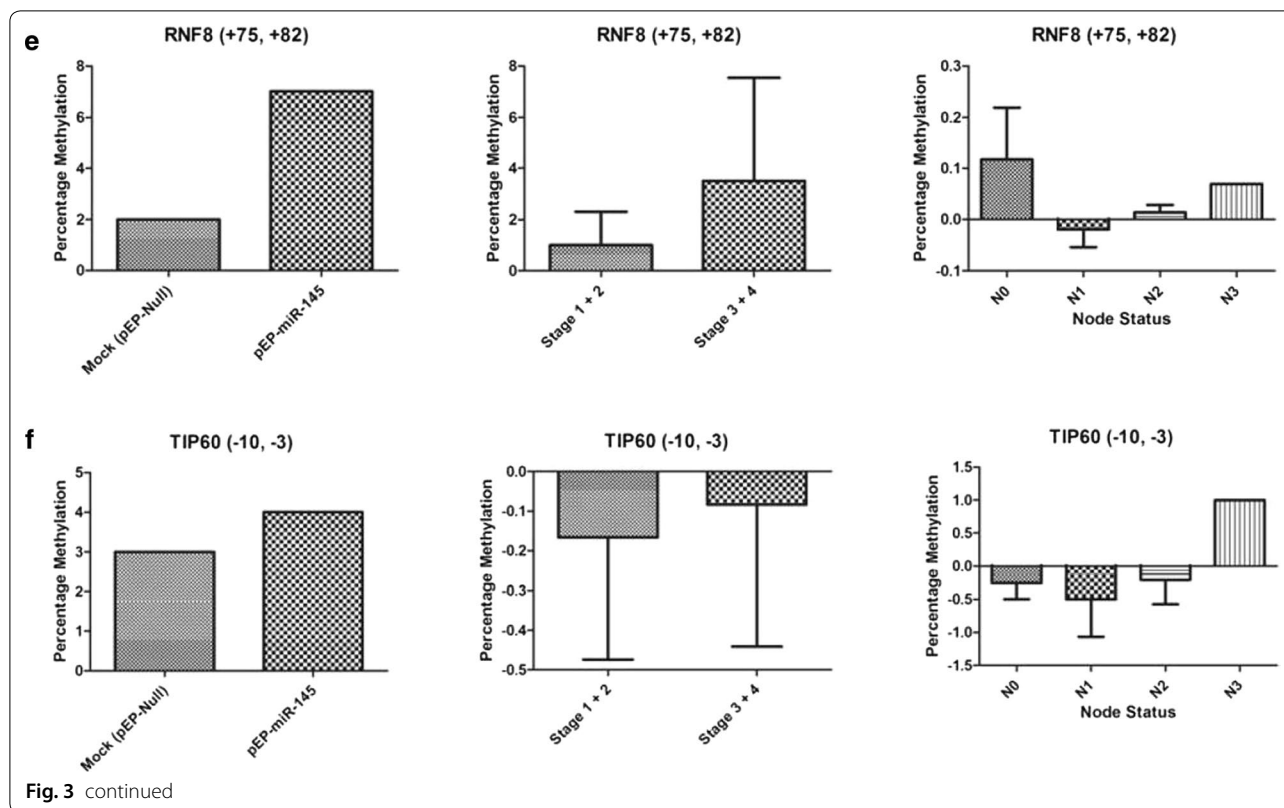 e
RNF8 (+75, +82)
Percentage Methylation
8
6
4
2
0
Mock (pEP-Null)
pEP-miR-145
RNF8 (+75, +82)
Percentage Methylation
8
6
4
2
0
Stage 1 + 2
Stage 3 + 4
RNF8 (+75, +82)
Percentage Methylation
0.3
0.2
0.1
0.0
-0.1
N0
N1
N2
N3
Node Status
f
TIP60 (-10, -3)
Percentage Methylation
5
4
3
2
1
0
Mock (pEP-Null)
pEP-miR-145
TIP60 (-10, -3)
Percentage Methylation
0.0
-0.1
-0.2
-0.3
-0.4
-0.5
Stage 1 + 2
Stage 3 + 4
TIP60 (-10, -3)
Percentage Methylation
1.5
1.0
0.5
0.0
-0.5
-1.0
-1.5
N0
N1
N2
N3
Node Status
Fig. 3 continued